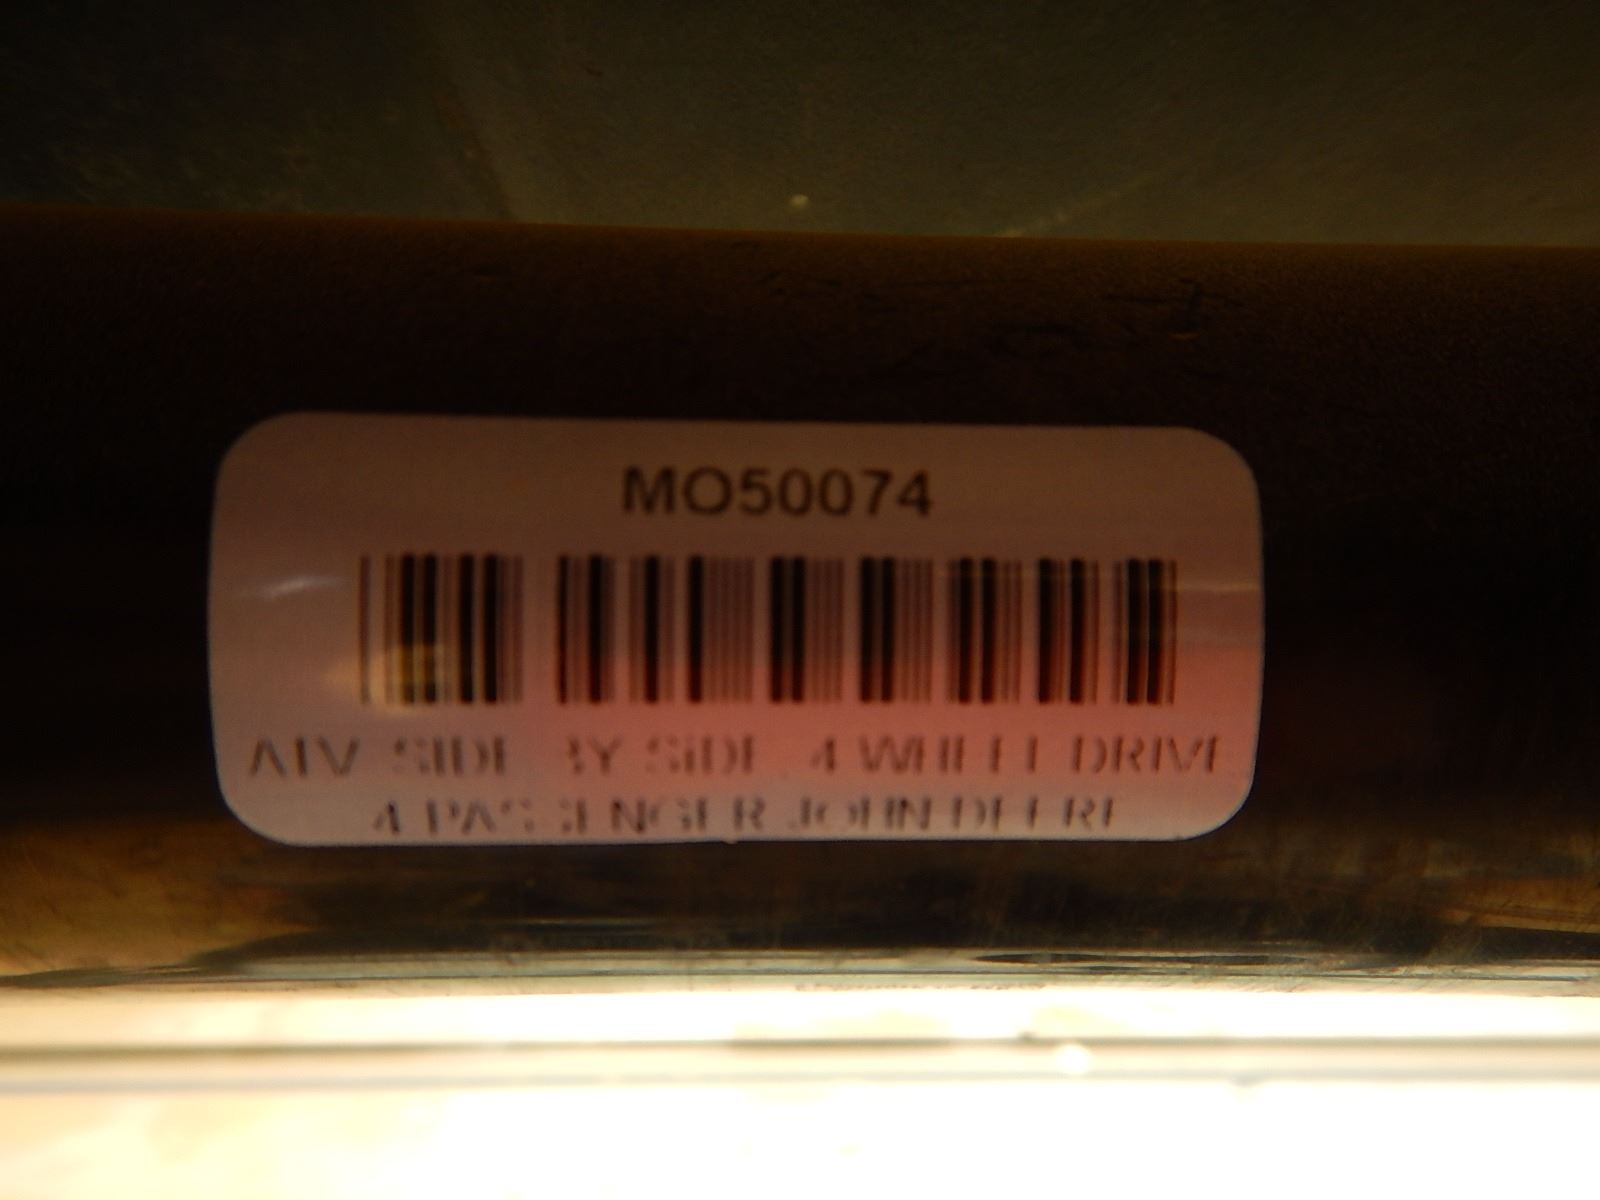 MO50074
ATV SIDE BY SIDE 4 WHEEL DRIVE
4 PASSENGER JOHN DEERE